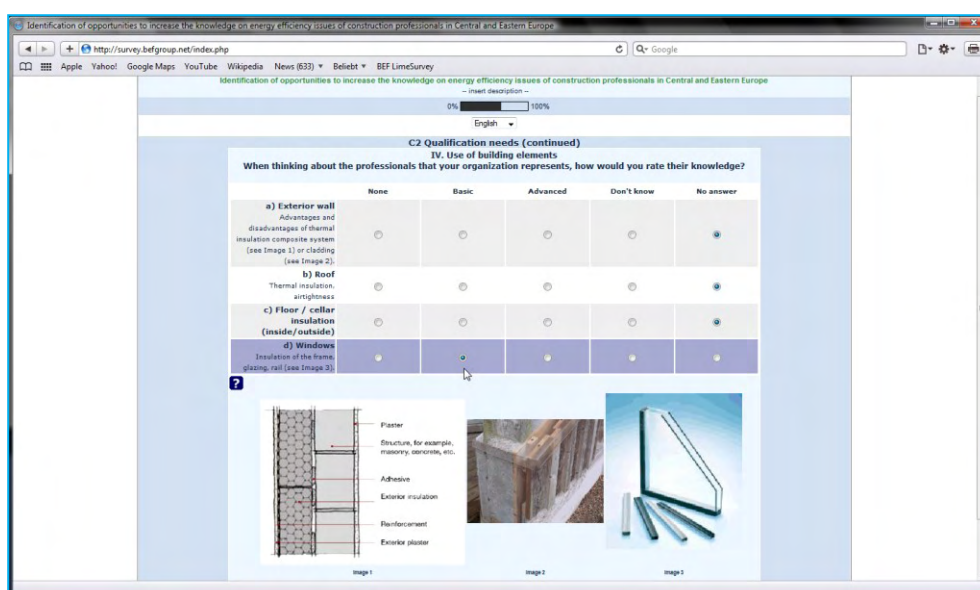 Identification of opportunities to increase the knowledge on energy efficiency issues of construction professionals in Central and Eastern Europe
http://survey.befgroup.net/index.php
Google
Apple Yahoo! Google Maps YouTube Wikipedia News (633) Beliebt BEF LimeSurvey
Identification of opportunities to increase the knowledge on energy efficiency issues of construction professionals in Central and Eastern Europe
-- insert description --
0% 100%
English
C2 Qualification needs (continued)
IV. Use of building elements
When thinking about the professionals that your organization represents, how would you rate their knowledge?
None Basic Advanced Don't know No answer
a) Exterior wall
Advantages and
disadvantages of thermal
insulation composite system
(see Image 1) or cladding
(see Image 2).
b) Roof
Thermal insulation,
airtightness
c) Floor / cellar
insulation
(inside/outside)
d) Windows
Insulation of the frame,
glazing, rail (see Image 3).
?
Plaster
Structure, for example,
masonry, concrete, etc.
Adhesive
Exterior insulation
Reinforcement
Exterior plaster
Image 1 Image 2 Image 3